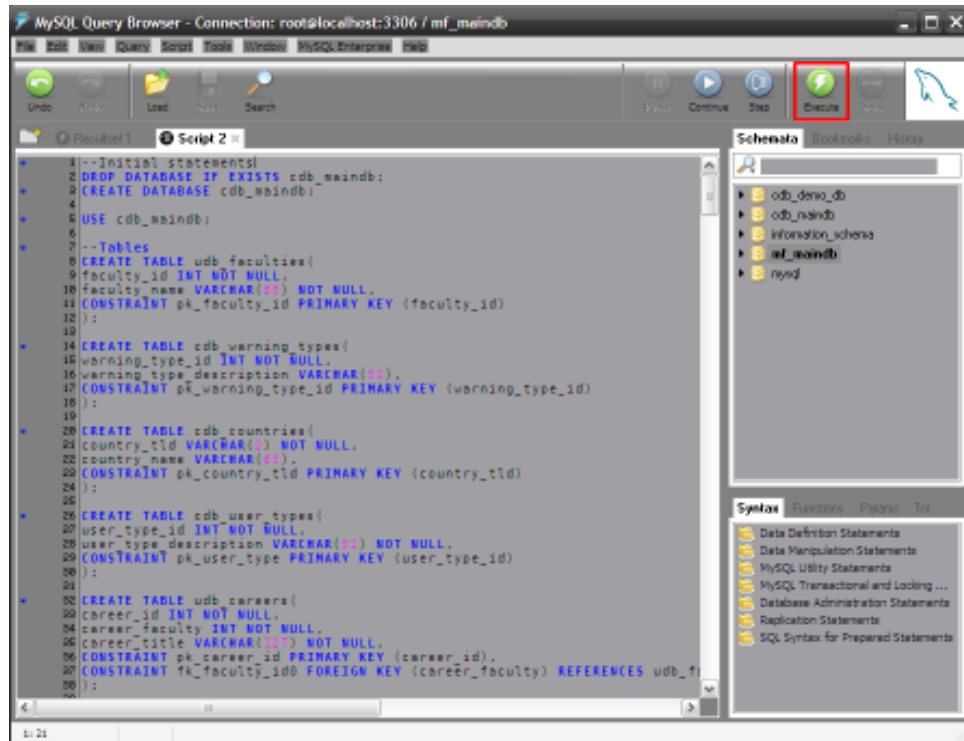 MySQL Query Browser - Connection: root@localhost:3306 / mf_maindb
File Edit View Query Script Tools Window MySQL Enterprise Help
Undo Load Search Continue Step Execute Stop
Resultset 1 Script 2
1 --Initial statements
2 DROP DATABASE IF EXISTS cdb_maindb;
3 CREATE DATABASE cdb_maindb;
4
5 USE cdb_maindb;
6
7 --Tables
8 CREATE TABLE udb_faculties(
9 faculty_id INT NOT NULL,
10 faculty_name VARCHAR( ) NOT NULL,
11 CONSTRAINT pk_faculty_id PRIMARY KEY (faculty_id)
12 );
13
14 CREATE TABLE cdb_warning_types(
15 warning_type_id INT NOT NULL,
16 warning_type_description VARCHAR( ),
17 CONSTRAINT pk_warning_type_id PRIMARY KEY (warning_type_id)
18 );
19
20 CREATE TABLE cdb_countries(
21 country_tld VARCHAR(2) NOT NULL,
22 country_name VARCHAR( ),
23 CONSTRAINT pk_country_tld PRIMARY KEY (country_tld)
24 );
25
26 CREATE TABLE cdb_user_types(
27 user_type_id INT NOT NULL,
28 user_type_description VARCHAR( ) NOT NULL,
29 CONSTRAINT pk_user_type PRIMARY KEY (user_type_id)
30 );
31
32 CREATE TABLE udb_careers(
33 career_id INT NOT NULL,
34 career_faculty INT NOT NULL,
35 career_title VARCHAR(127) NOT NULL,
36 CONSTRAINT pk_career_id PRIMARY KEY (career_id),
37 CONSTRAINT fk_faculty_id0 FOREIGN KEY (career_faculty) REFERENCES udb_f
38 );
1: 21
Schemata Bookmarks History
cdb_demo_db
cdb_maindb
information_schema
mf_maindb
mysql
Syntax Functions Params Trx
Data Definition Statements
Data Manipulation Statements
MySQL Utility Statements
MySQL Transactional and Locking ...
Database Administration Statements
Replication Statements
SQL Syntax for Prepared Statements